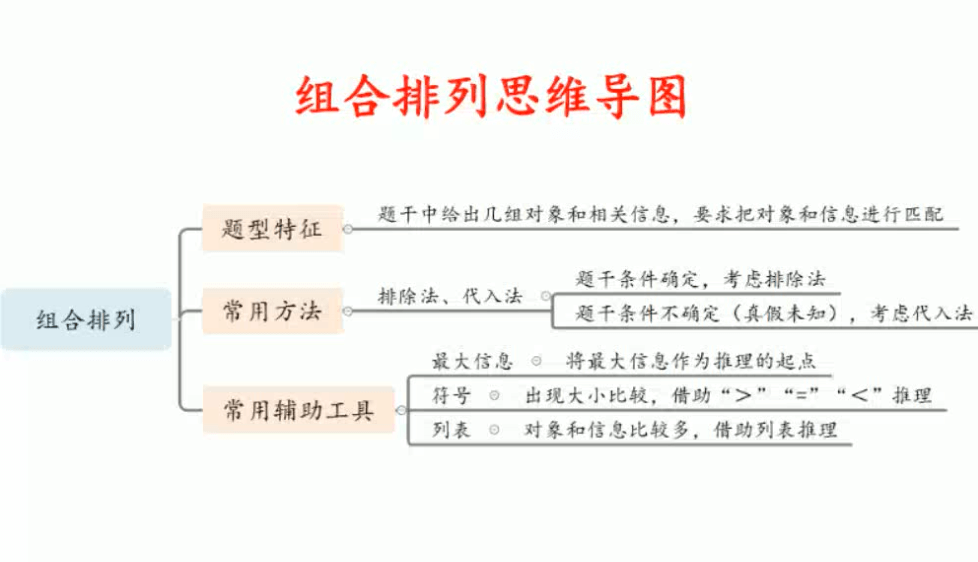 组合排列思维导图
题型特征
题干中给出几组对象和相关信息，要求把对象和信息进行匹配
组合排列
常用方法
排除法、代入法
题干条件确定，考虑排除法
题干条件不确定（真假未知），考虑代入法
常用辅助工具
最大信息 将最大信息作为推理的起点
符号 出现大小比较，借助“＞”“=”“＜”推理
列表 对象和信息比较多，借助列表推理